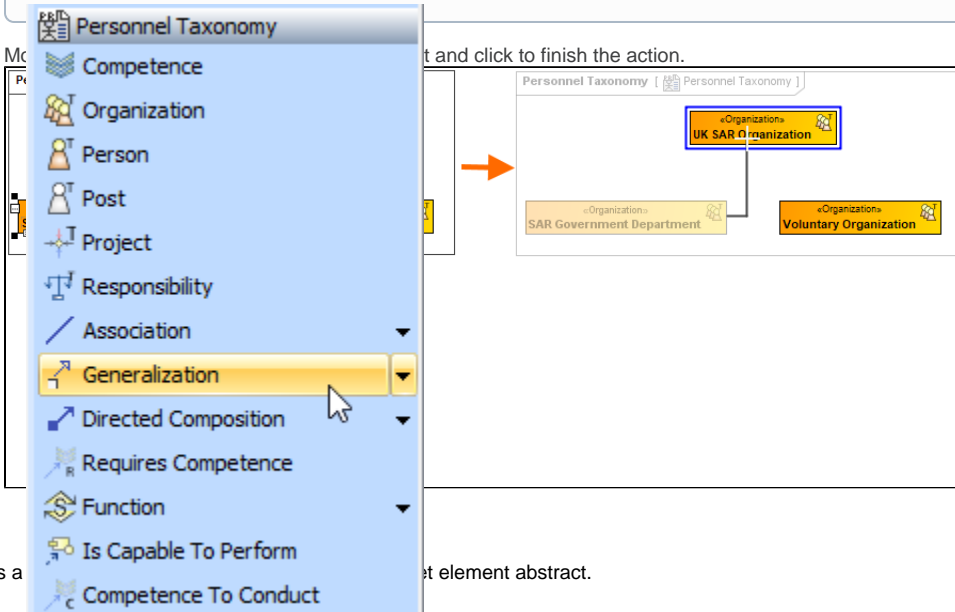 Personnel Taxonomy
Competence
Organization
Person
Post
Project
Responsibility
Association
Generalization
Directed Composition
Requires Competence
Function
Is Capable To Perform
Competence To Conduct
and click to finish the action.
Personnel Taxonomy [ Personnel Taxonomy ]
«Organization»
UK SAR Organization
«Organization»
SAR Government Department
«Organization»
Voluntary Organization
element abstract.